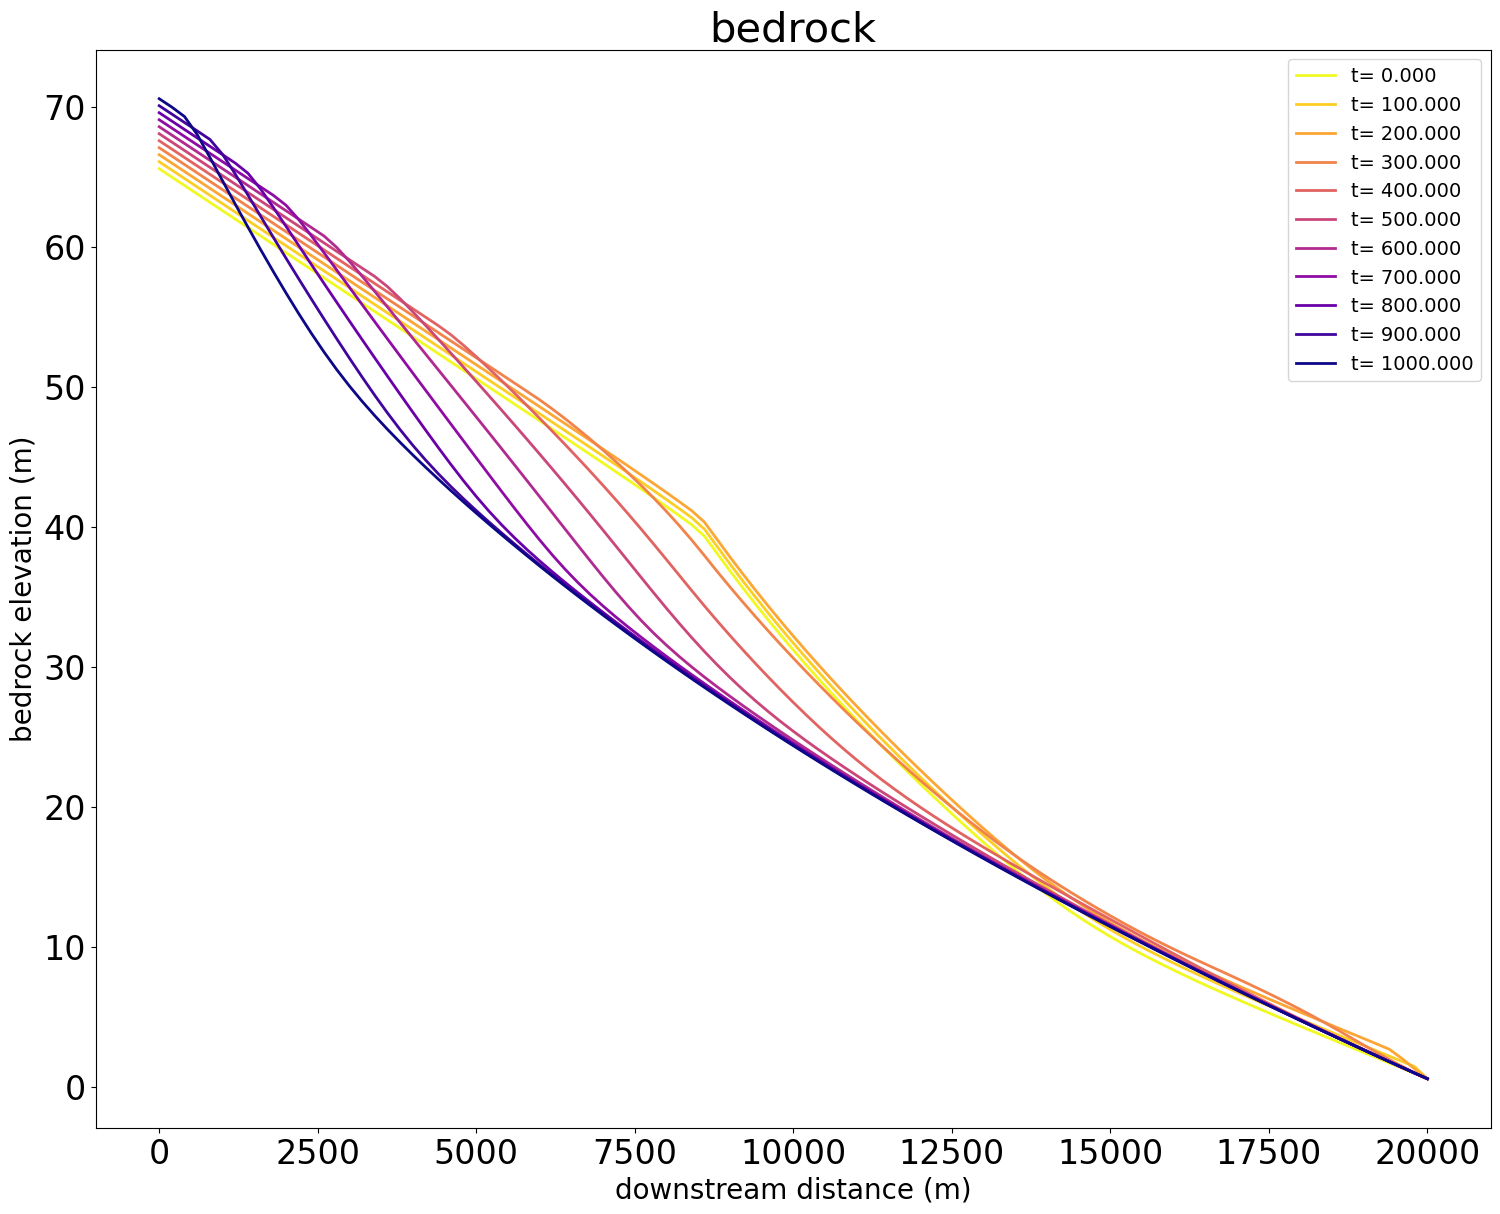 bedrock
t= 0.000
t= 100.000
t= 200.000
t= 300.000
t= 400.000
t= 500.000
t= 600.000
t= 700.000
t= 800.000
t= 900.000
t= 1000.000
bedrock elevation (m)
70
60
50
40
30
20
10
0
0 2500 5000 7500 10000 12500 15000 17500 20000
downstream distance (m)